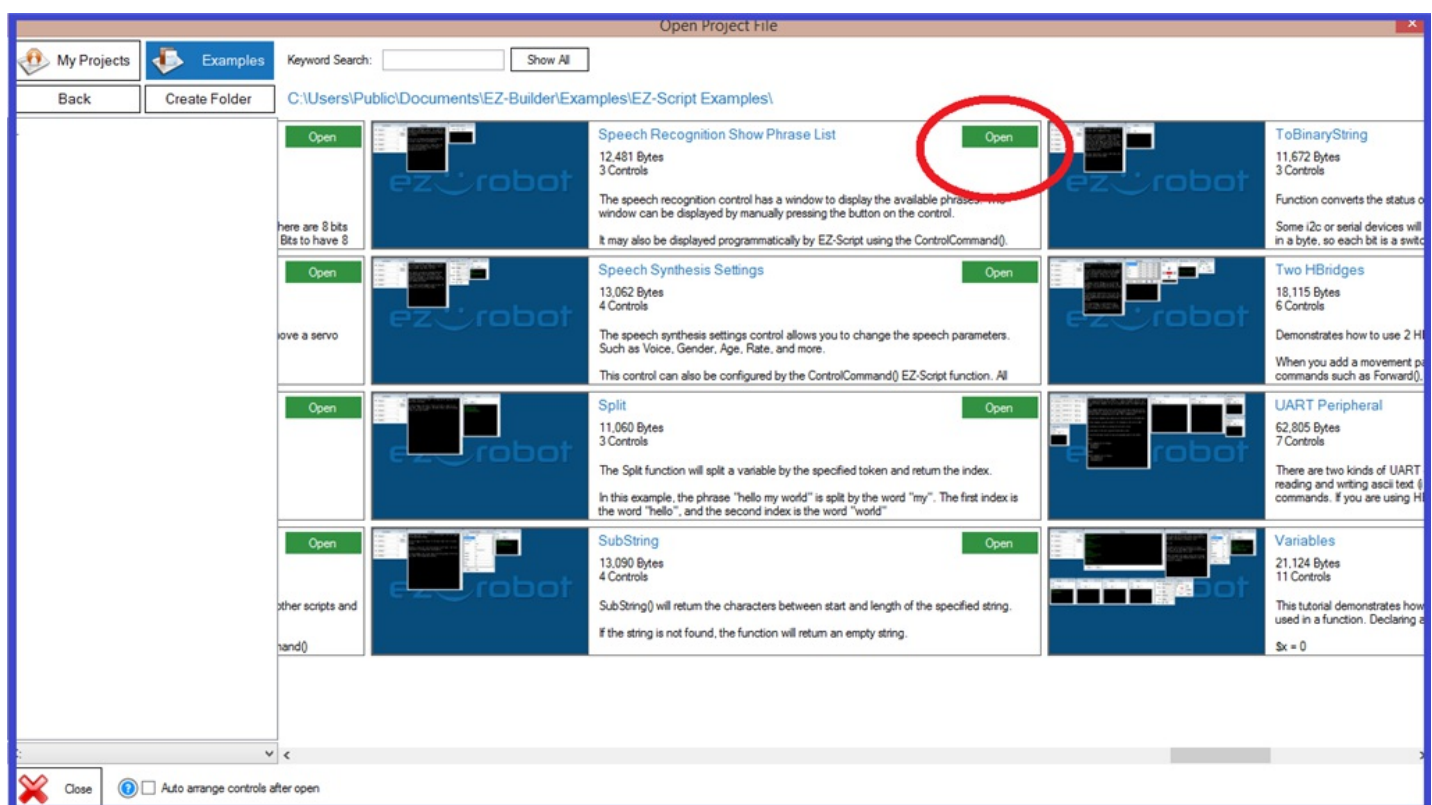 Open Project File
My Projects
Examples
Keyword Search:
Show All
Back
Create Folder
C:\Users\Public\Documents\EZ-Builder\Examples\EZ-Script Examples\
Open
here are 8 bits
Bits to have 8
ez robot
Speech Recognition Show Phrase List
Open
12,481 Bytes
3 Controls
The speech recognition control has a window to display the available phrases.
window can be displayed by manually pressing the button on the control.
It may also be displayed programmatically by EZ-Script using the ControlCommand().
ez robot
ToBinaryString
11,672 Bytes
3 Controls
Function converts the status o
Some i2c or serial devices will
in a byte, so each bit is a switc
Open
ove a servo
ez robot
Speech Synthesis Settings
Open
13,062 Bytes
4 Controls
The speech synthesis settings control allows you to change the speech parameters.
Such as Voice, Gender, Age, Rate, and more.
This control can also be configured by the ControlCommand() EZ-Script function. All
ez robot
Two HBridges
18,115 Bytes
6 Controls
Demonstrates how to use 2 H
When you add a movement pa
commands such as Forward(),
Open
ez robot
Split
Open
11,060 Bytes
3 Controls
The Split function will split a variable by the specified token and return the index.
In this example, the phrase "hello my world" is split by the word "my". The first index is
the word "hello", and the second index is the word "world"
robot
UART Peripheral
62,805 Bytes
7 Controls
There are two kinds of UART
reading and writing ascii text (i
commands. If you are using H
Open
other scripts and
mand()
ez robot
SubString
Open
13,090 Bytes
4 Controls
SubString() will return the characters between start and length of the specified string.
If the string is not found, the function will return an empty string.
Variables
21,124 Bytes
11 Controls
This tutorial demonstrates how
used in a function. Declaring a
$x = 0
Close
Auto arrange controls after open